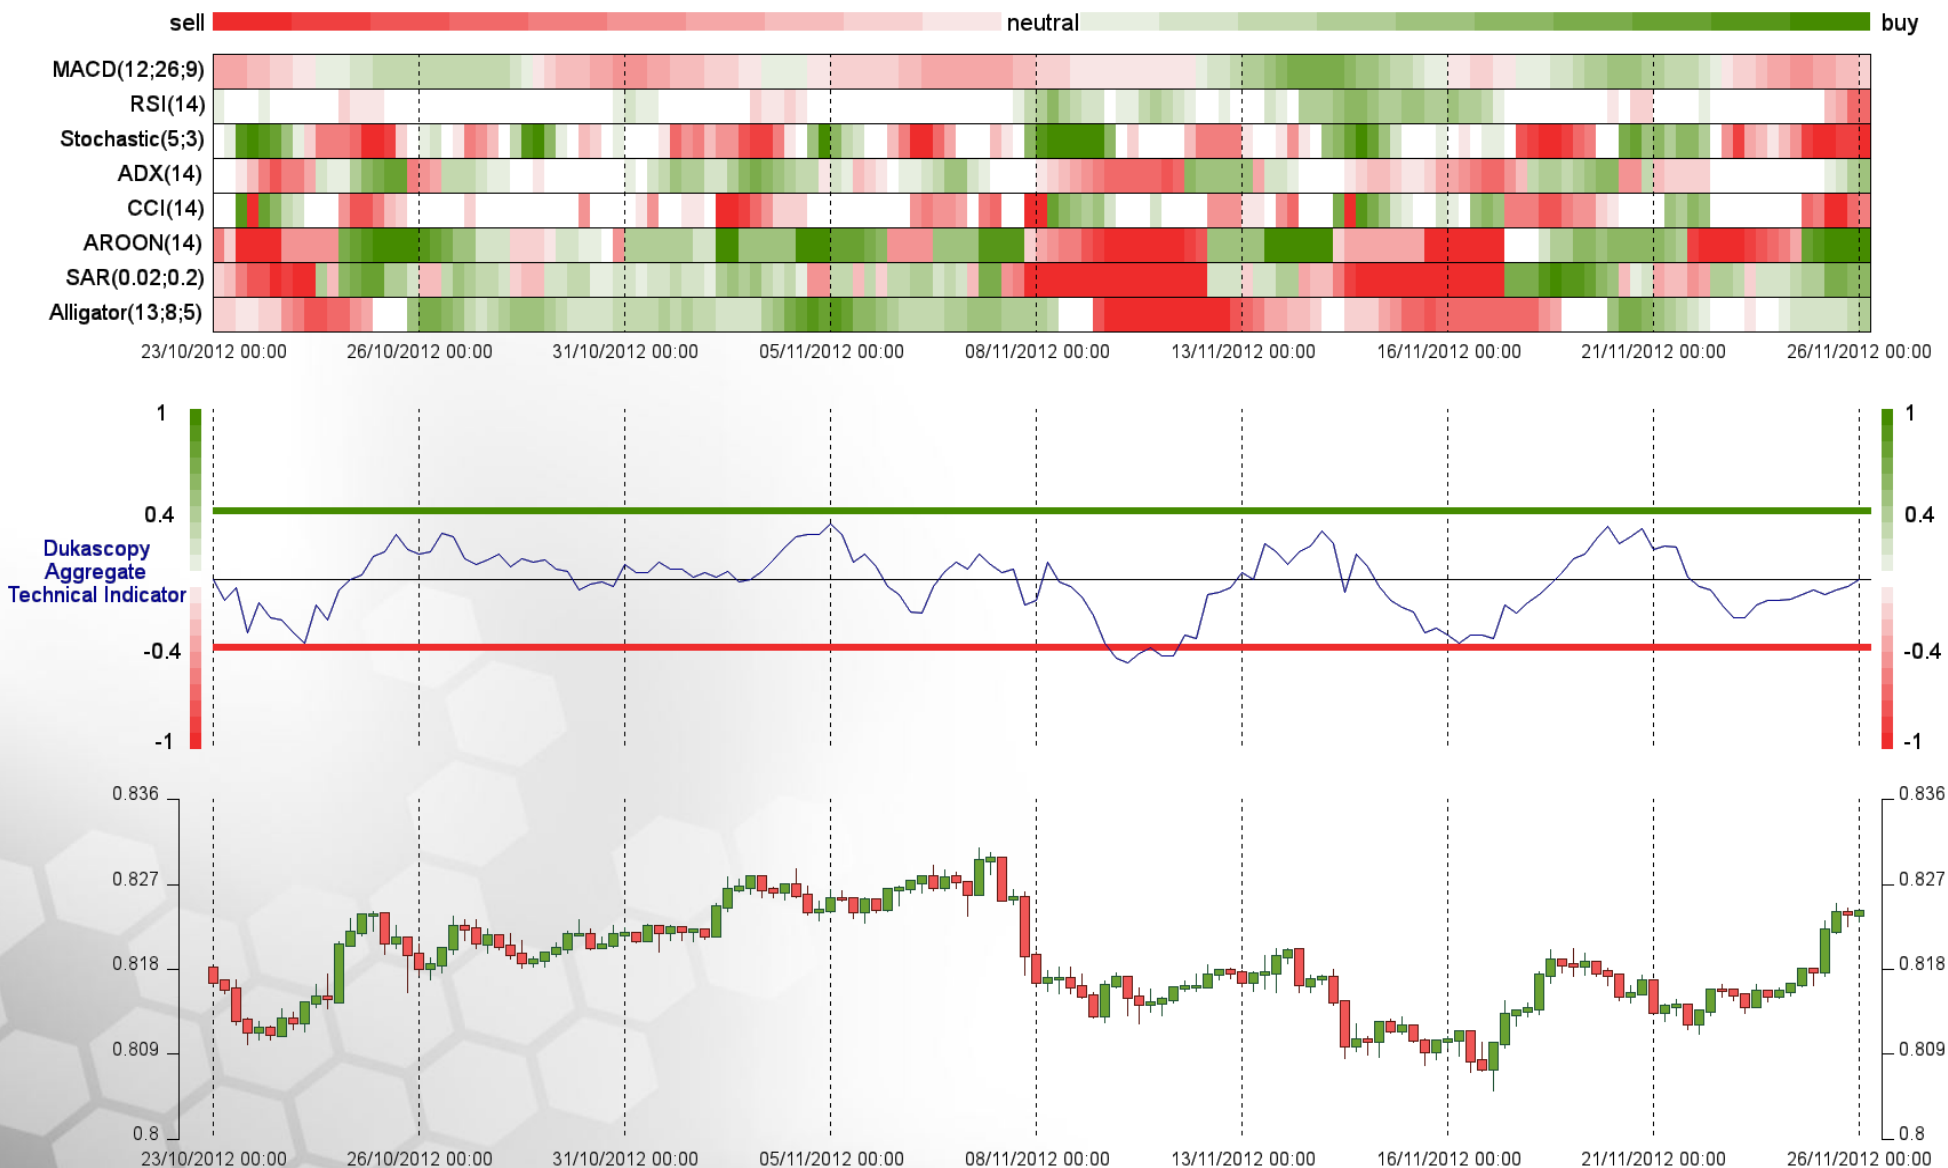 sell neutral buy
MACD(12;26;9)
RSI(14)
Stochastic(5;3)
ADX(14)
CCI(14)
AROON(14)
SAR(0.02;0.2)
Alligator(13;8;5)
23/10/2012 00:00 26/10/2012 00:00 31/10/2012 00:00 05/11/2012 00:00 08/11/2012 00:00 13/11/2012 00:00 16/11/2012 00:00 21/11/2012 00:00 26/11/2012 00:00
1 1
0.4 0.4
Dukascopy
Aggregate
Technical Indicator
-0.4 -0.4
-1 -1
0.836 0.836
0.827 0.827
0.818 0.818
0.809 0.809
0.8 0.8
23/10/2012 00:00 26/10/2012 00:00 31/10/2012 00:00 05/11/2012 00:00 08/11/2012 00:00 13/11/2012 00:00 16/11/2012 00:00 21/11/2012 00:00 26/11/2012 00:00